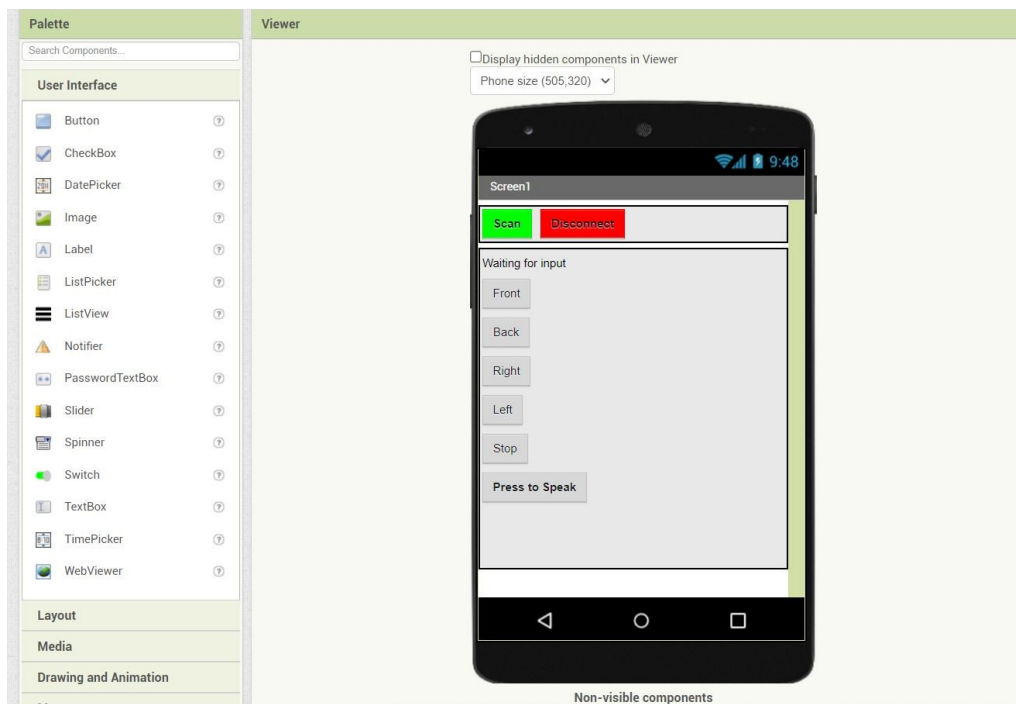 Palette
Viewer
Search Components...
Display hidden components in Viewer
Phone size (505,320)
User Interface
Button
CheckBox
DatePicker
Image
Label
ListPicker
ListView
Notifier
PasswordTextBox
Slider
Spinner
Switch
TextBox
TimePicker
WebViewer
Layout
Media
Drawing and Animation
9:48
Screen1
Scan Disconnect
Waiting for input
Front
Back
Right
Left
Stop
Press to Speak
Non-visible components